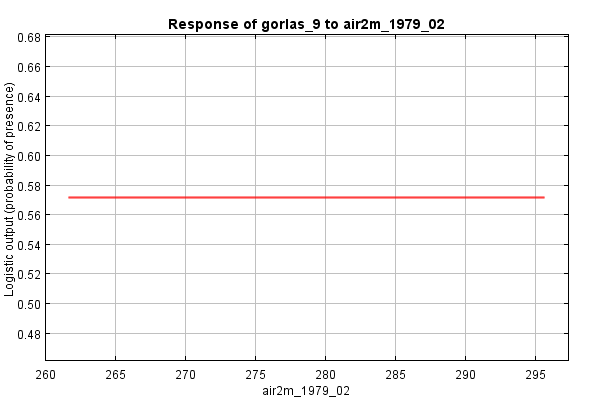 Response of gorlas_9 to air2m_1979_02
Logistic output (probability of presence)
0.68
0.66
0.64
0.62
0.60
0.58
0.56
0.54
0.52
0.50
0.48
260 265 270 275 280 285 290 295
air2m_1979_02